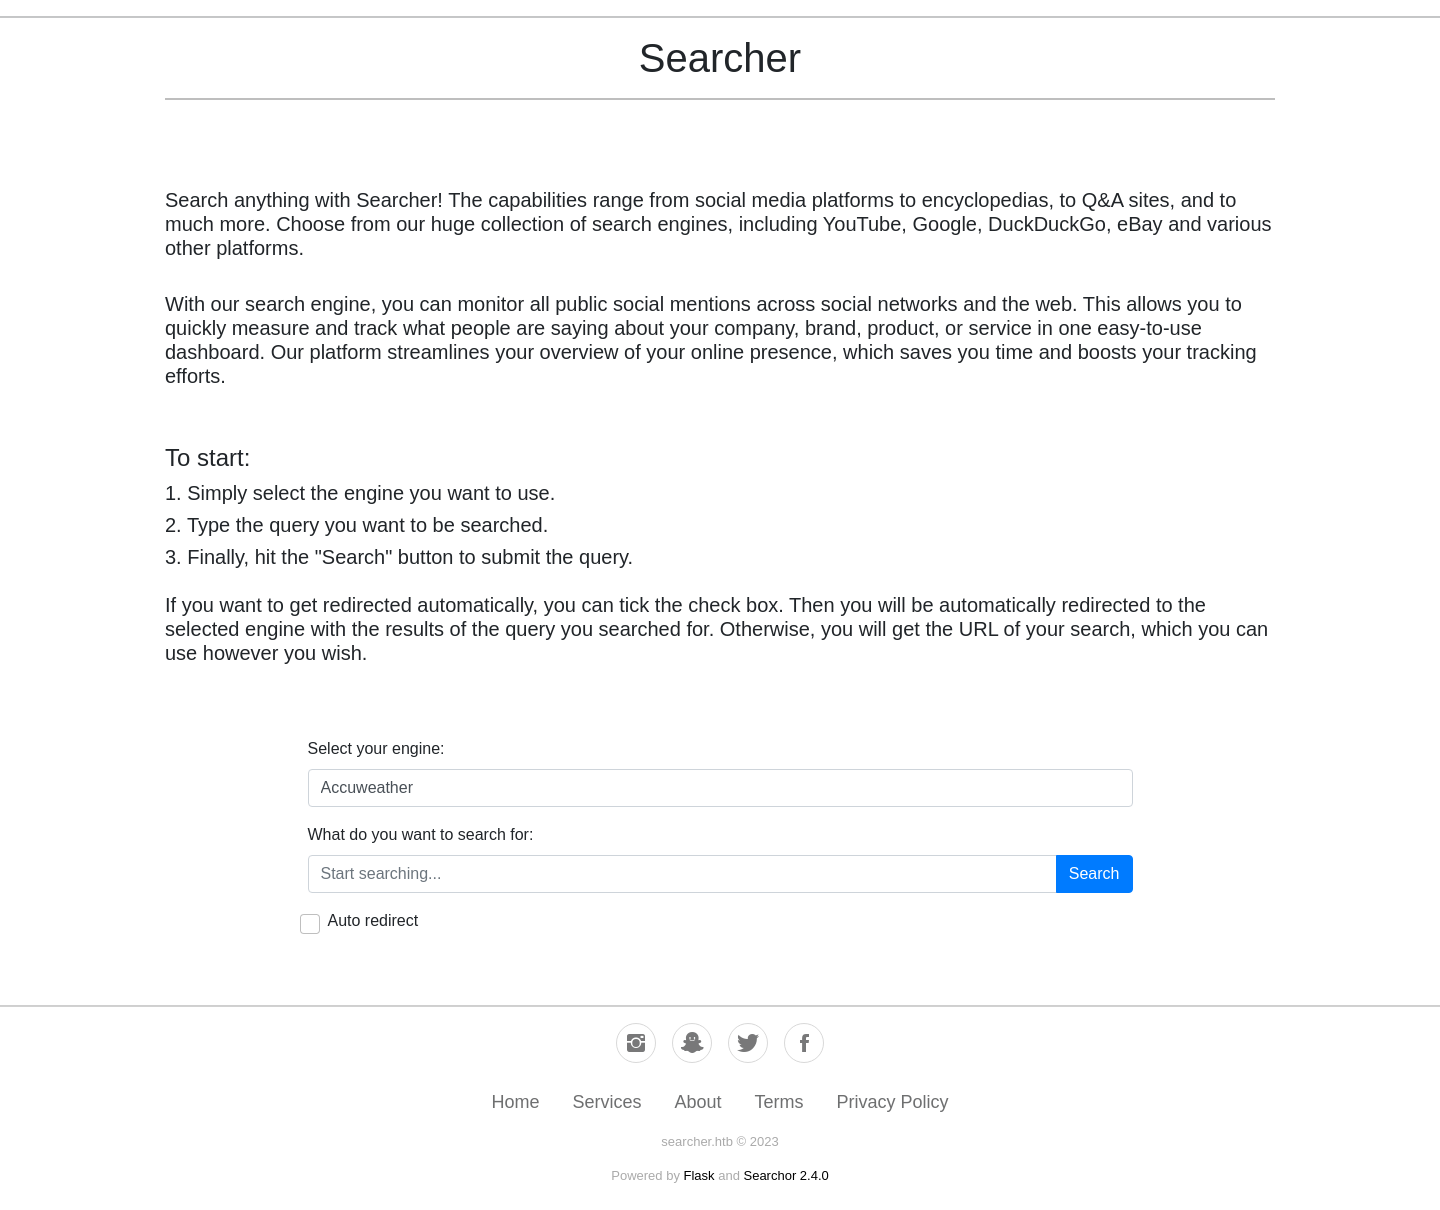 Searcher
Search anything with Searcher! The capabilities range from social media platforms to encyclopedias, to Q&A sites, and to
much more. Choose from our huge collection of search engines, including YouTube, Google, DuckDuckGo, eBay and various
other platforms.
With our search engine, you can monitor all public social mentions across social networks and the web. This allows you to
quickly measure and track what people are saying about your company, brand, product, or service in one easy-to-use
dashboard. Our platform streamlines your overview of your online presence, which saves you time and boosts your tracking
efforts.
To start:
1. Simply select the engine you want to use.
2. Type the query you want to be searched.
3. Finally, hit the "Search" button to submit the query.
If you want to get redirected automatically, you can tick the check box. Then you will be automatically redirected to the
selected engine with the results of the query you searched for. Otherwise, you will get the URL of your search, which you can
use however you wish.
Select your engine:
Accuweather
What do you want to search for:
Start searching... Search
Auto redirect
Home Services About Terms Privacy Policy
searcher.htb © 2023
Powered by Flask and Searchor 2.4.0